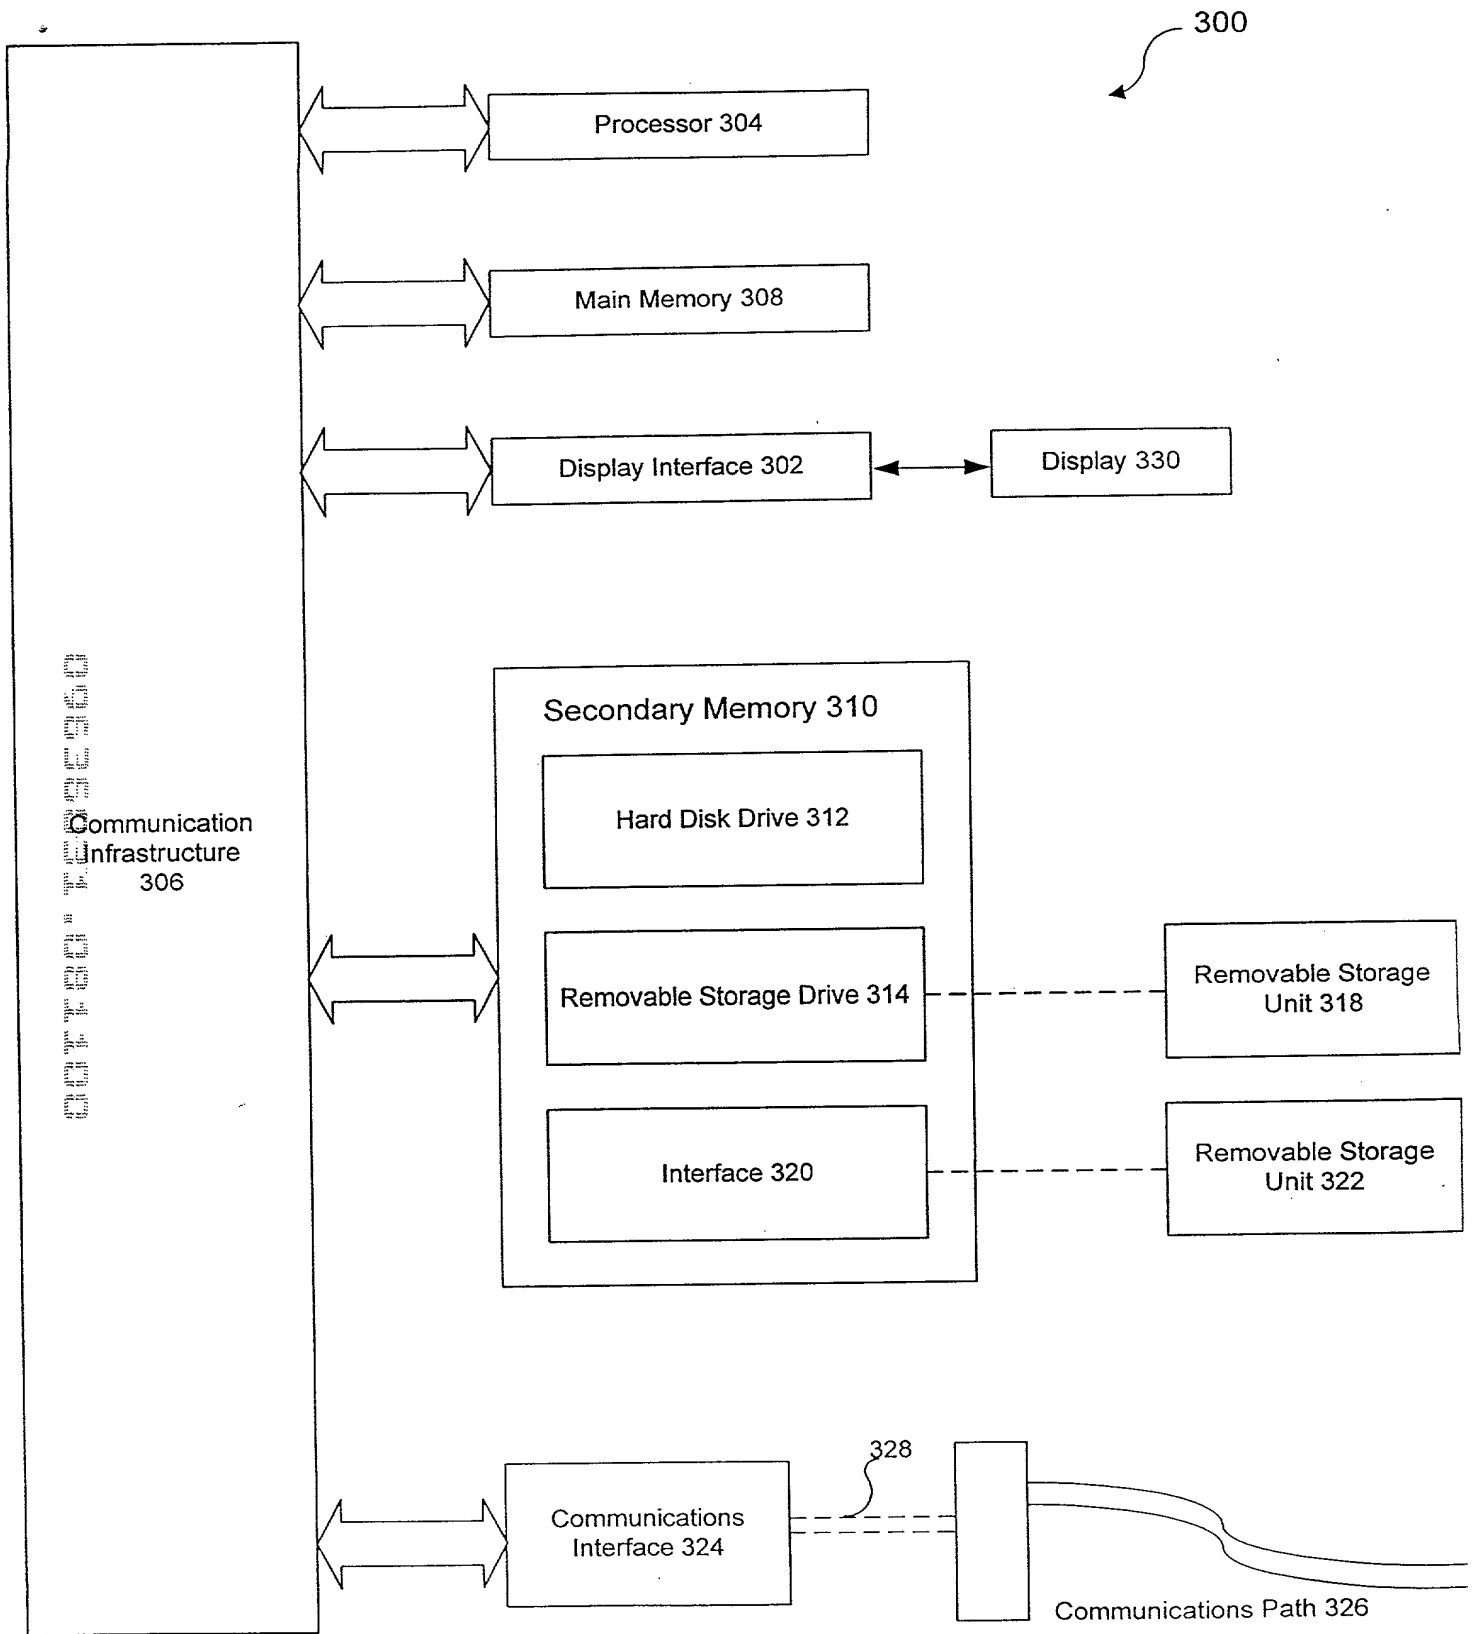 300
Processor 304
Main Memory 308
Display Interface 302
Display 330
Secondary Memory 310
Hard Disk Drive 312
Communication
Infrastructure
306
Removable Storage Drive 314
Removable Storage
Unit 318
Interface 320
Removable Storage
Unit 322
328
Communications
Interface 324
Communications Path 326